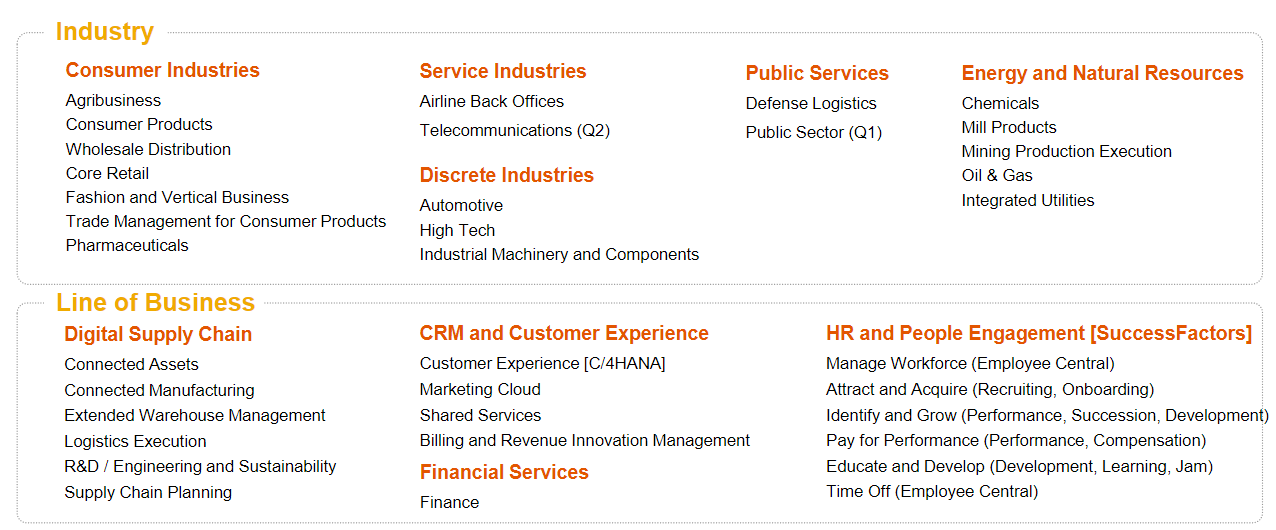 Industry
Consumer Industries
Agribusiness
Consumer Products
Wholesale Distribution
Core Retail
Fashion and Vertical Business
Trade Management for Consumer Products
Pharmaceuticals
Service Industries
Airline Back Offices
Telecommunications (Q2)
Discrete Industries
Automotive
High Tech
Industrial Machinery and Components
Public Services
Defense Logistics
Public Sector (Q1)
Energy and Natural Resources
Chemicals
Mill Products
Mining Production Execution
Oil & Gas
Integrated Utilities
Line of Business
Digital Supply Chain
Connected Assets
Connected Manufacturing
Extended Warehouse Management
Logistics Execution
R&D / Engineering and Sustainability
Supply Chain Planning
CRM and Customer Experience
Customer Experience [C/4HANA]
Marketing Cloud
Shared Services
Billing and Revenue Innovation Management
Financial Services
Finance
HR and People Engagement [SuccessFactors]
Manage Workforce (Employee Central)
Attract and Acquire (Recruiting, Onboarding)
Identify and Grow (Performance, Succession, Development)
Pay for Performance (Performance, Compensation)
Educate and Develop (Development, Learning, Jam)
Time Off (Employee Central)